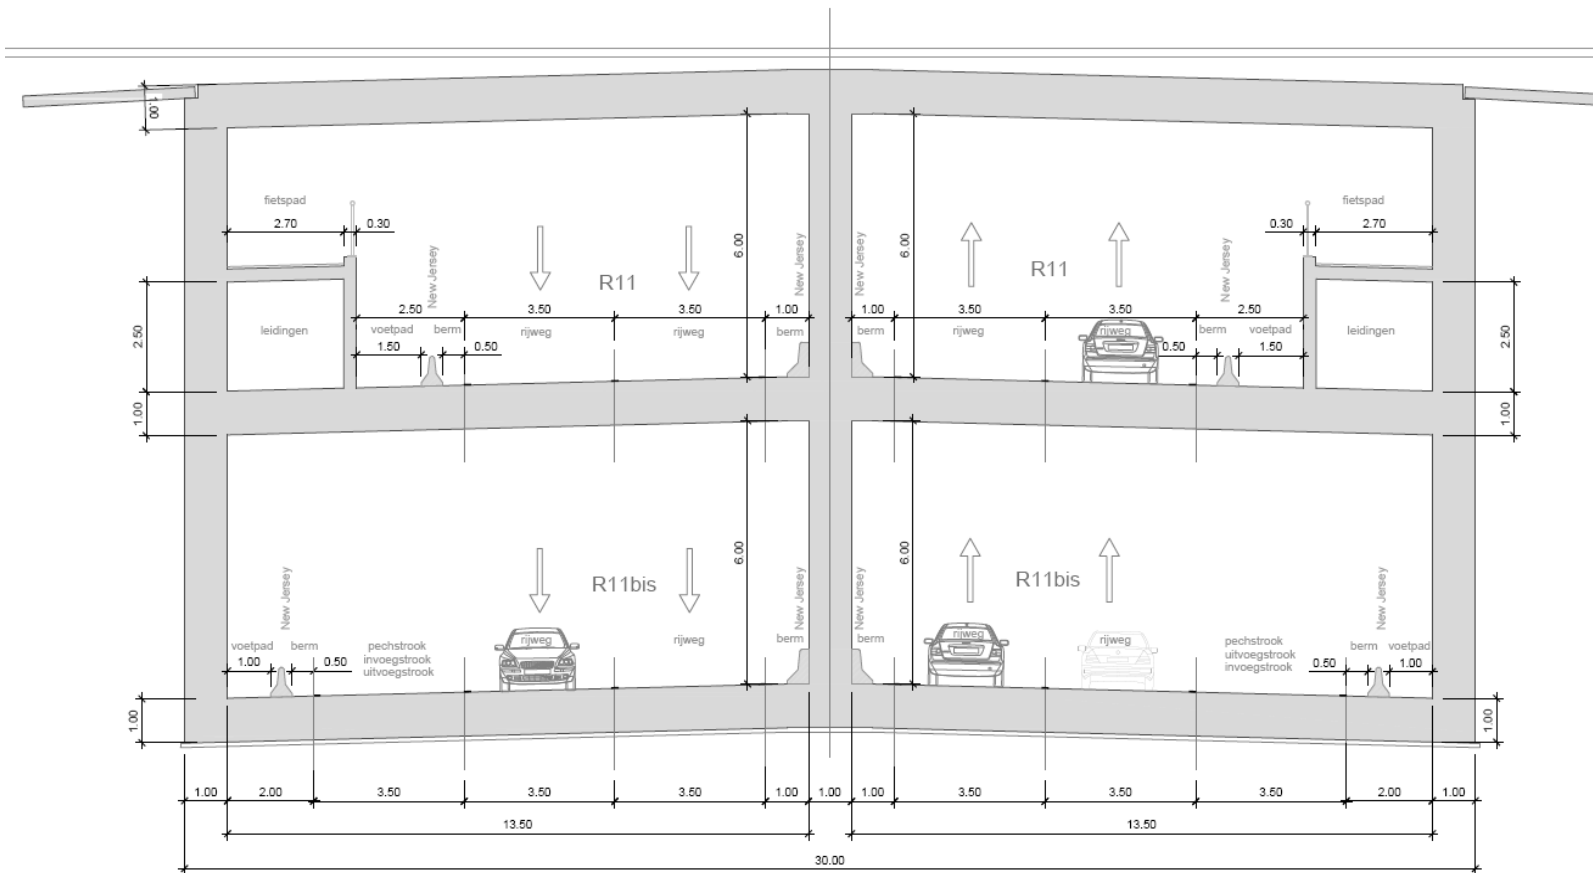 1.00
fietspad
2.70
0.30
6.00
6.00
fietspad
0.30
2.70
New Jersey
R11
New Jersey
New Jersey
R11
New Jersey
2.50
3.50
3.50
1.00
1.00
3.50
3.50
2.50
leidingen
voetpad
berm
rijweg
rijweg
berm
berm
rijweg
rijweg
berm
voetpad
leidingen
2.50
1.50
0.50
0.50
1.50
2.50
1.00
1.00
6.00
6.00
New Jersey
R11bis
New Jersey
New Jersey
R11bis
New Jersey
voetpad
berm
pechstrook
invoegstrook
uitvoegstrook
rijweg
rijweg
berm
berm
rijweg
rijweg
pechstrook
uitvoegstrook
invoegstrook
berm
voetpad
1.00
0.50
0.50
1.00
1.00
1.00
1.00
2.00
3.50
3.50
3.50
1.00
1.00
1.00
3.50
3.50
3.50
2.00
1.00
13.50
13.50
30.00